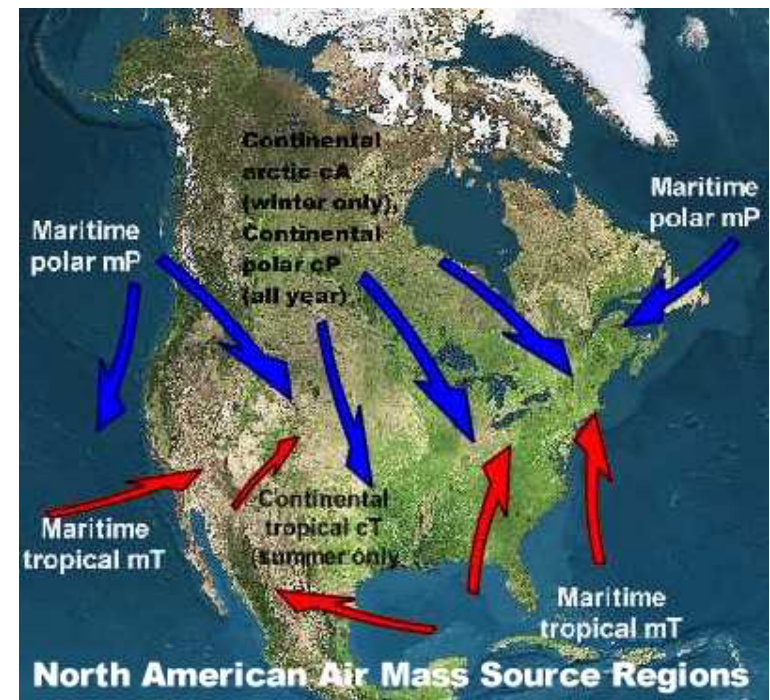 Continental
arctic cA
(winter only),
Continental
polar cP
(all year)
Maritime
polar mP
Maritime
polar mP
Continental
tropical cT
(summer only
Maritime
tropical mT
Maritime
tropical mT
North American Air Mass Source Regions